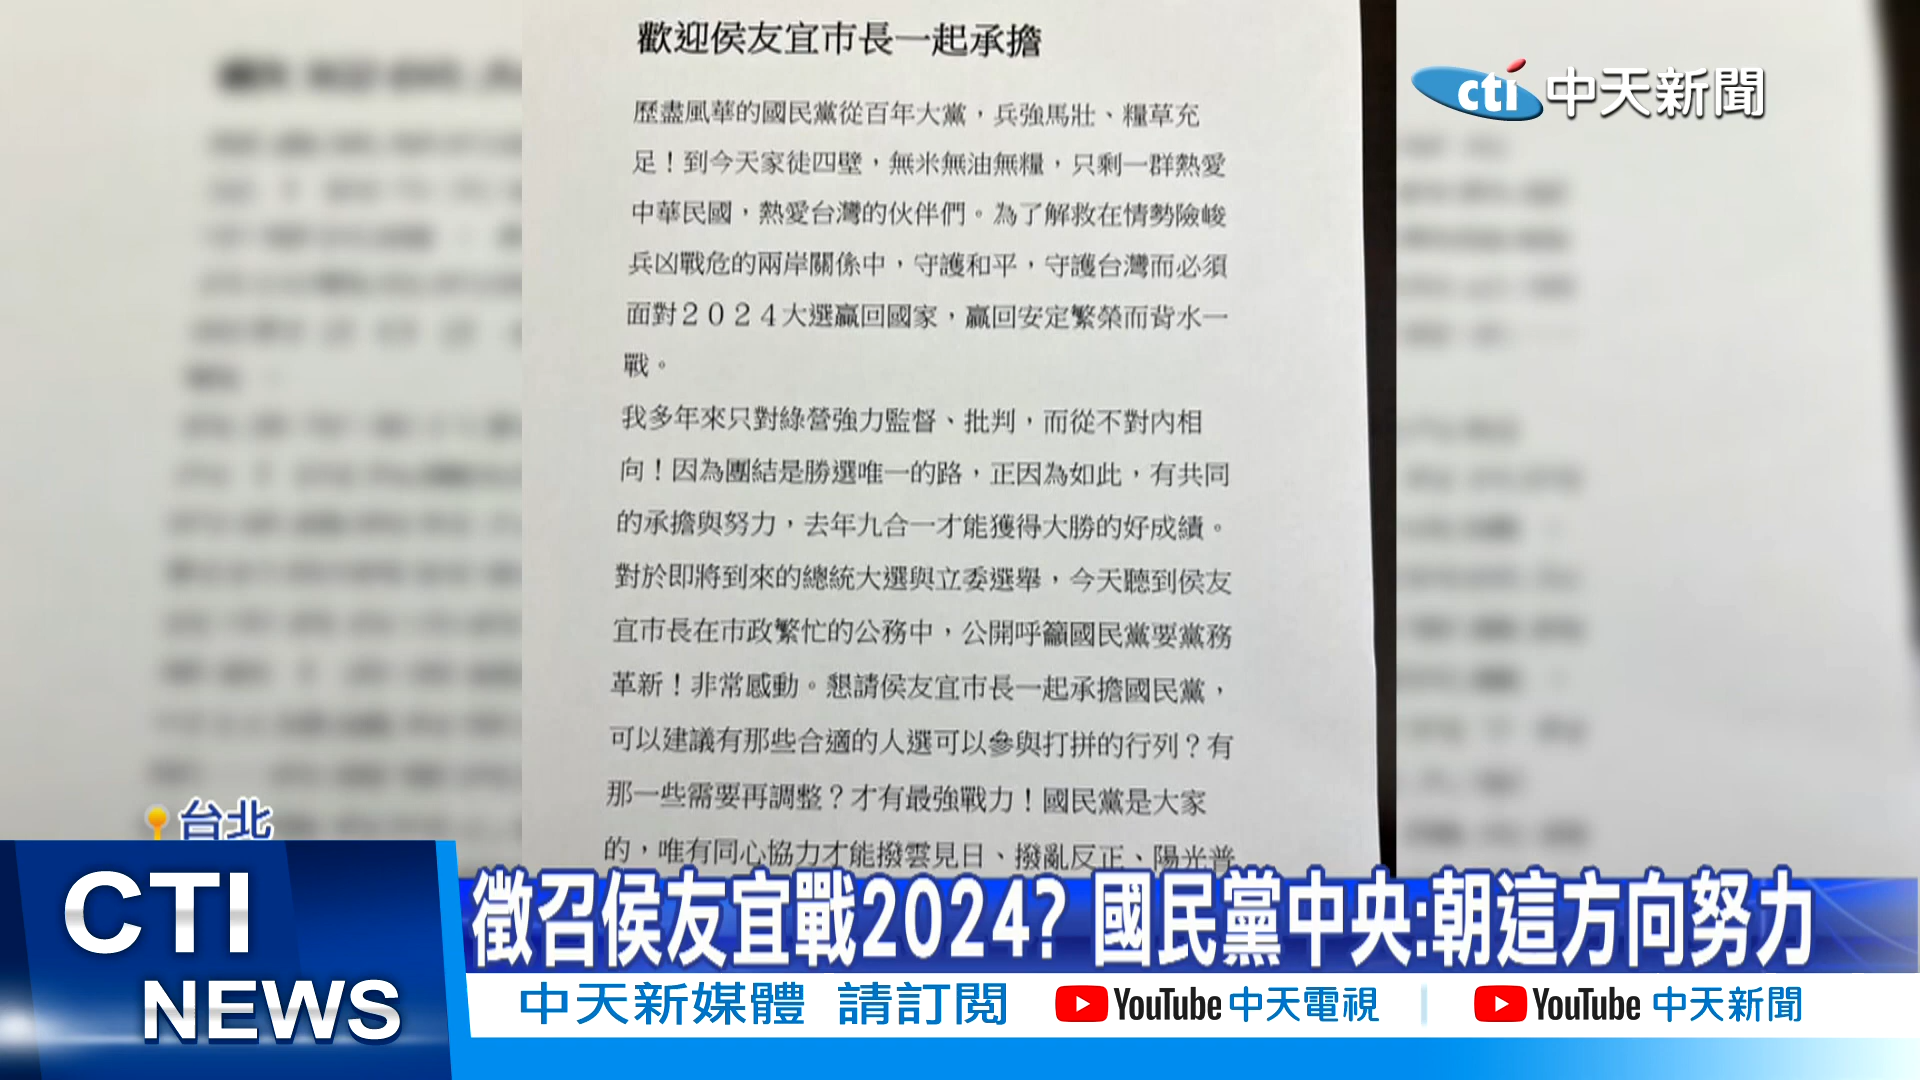 歡迎侯友宜市長一起承擔
cti 中天新聞
歷盡風華的國民黨從百年大黨，兵強馬壯、糧草充
足！到今天家徒四壁，無米無油無糧，只剩一群熱愛
中華民國，熱愛台灣的伙伴們。為了解救在情勢險峻
兵凶戰危的兩岸關係中，守護和平，守護台灣而必須
面對２０２４大選贏回國家，贏回安定繁榮而背水一
戰。
我多年來只對綠營強力監督、批判，而從不對內相
向！因為團結是勝選唯一的路，正因為如此，有共同
的承擔與努力，去年九合一才能獲得大勝的好成績。
對於即將到來的總統大選與立委選舉，今天聽到侯友
宜市長在市政繁忙的公務中，公開呼籲國民黨要黨務
革新！非常感動。懇請侯友宜市長一起承擔國民黨，
可以建議有那些合適的人選可以參與打拼的行列？有
那一些需要再調整？才有最強戰力！國民黨是大家
的，唯有同心協力才能撥雲見日、撥亂反正、陽光普
台北
CTI NEWS
徵召侯友宜戰2024? 國民黨中央:朝這方向努力
中天新媒體 請訂閱 YouTube 中天電視 YouTube 中天新聞